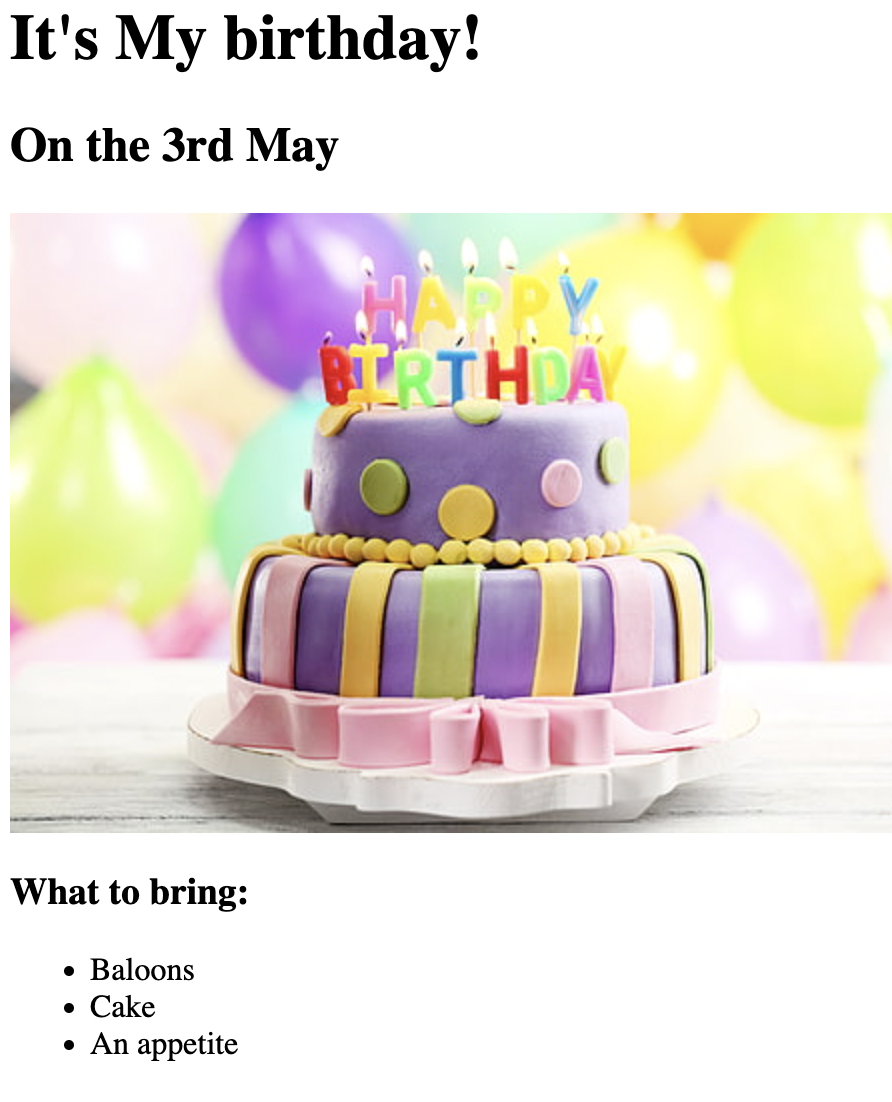 It's My birthday!
On the 3rd May
HAPPY
BIRTHDAY
What to bring:
Baloons
Cake
An appetite